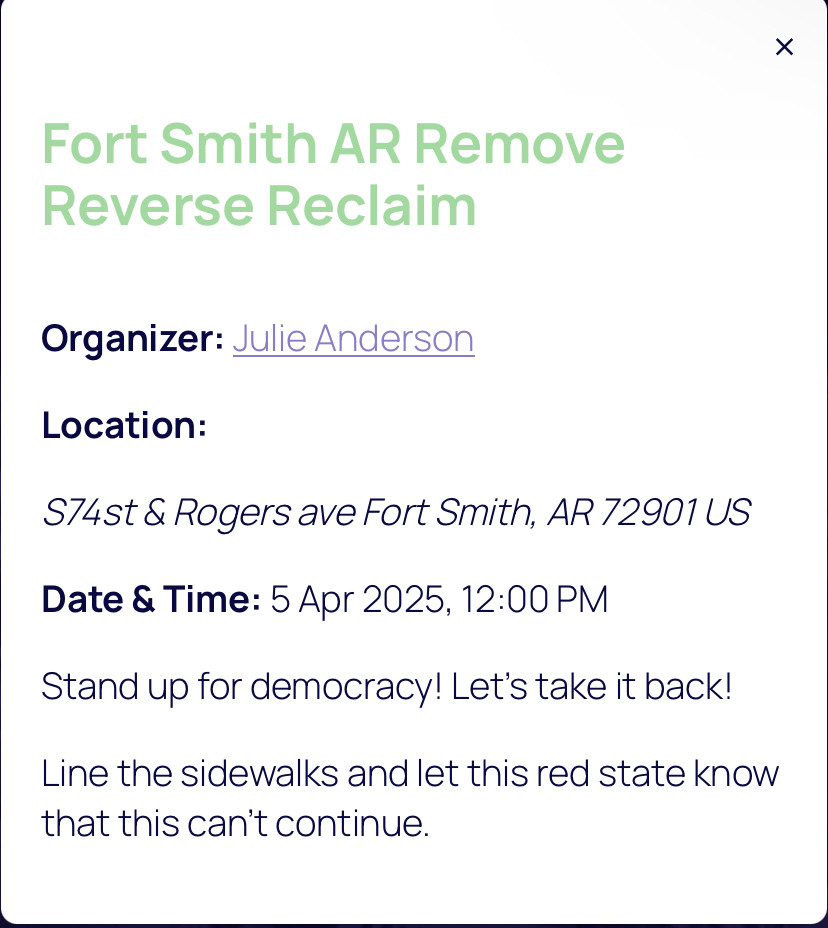 Fort Smith AR Remove
Reverse Reclaim
Organizer: Julie Anderson
Location:
S74st & Rogers ave Fort Smith, AR 72901 US
Date & Time: 5 Apr 2025, 12:00 PM
Stand up for democracy! Let’s take it back!
Line the sidewalks and let this red state know
that this can’t continue.